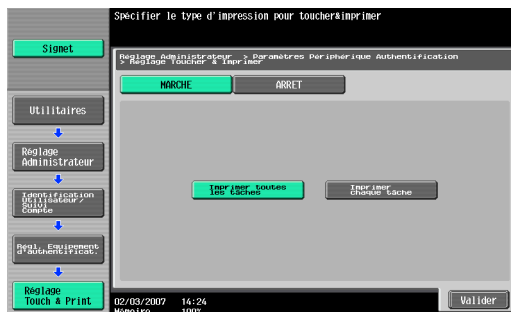 Spécifier le type d'impression pour toucher&imprimer
Signet
Réglage Administrateur > Paramètres Périphérique Authentification
> Réglage Toucher & Imprimer
MARCHE
ARRET
Utilitaires
Réglage
Administrateur
Identification
Utilisateur/
Suivi
Compte
Régl. Equipement
d'authentificat.
Réglage
Touch & Print
Imprimer toutes
les tâches
Imprimer
chaque tâche
02/03/2007 14:24
Mémoire 100%
Valider